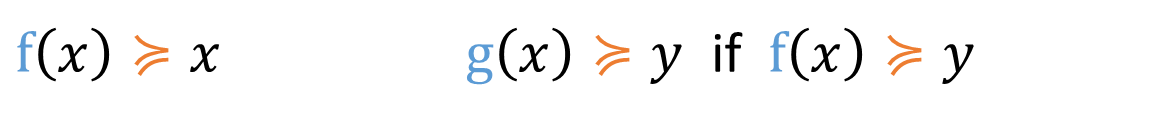 f(x) ≽ x g(x) ≽ y if f(x) ≽ y